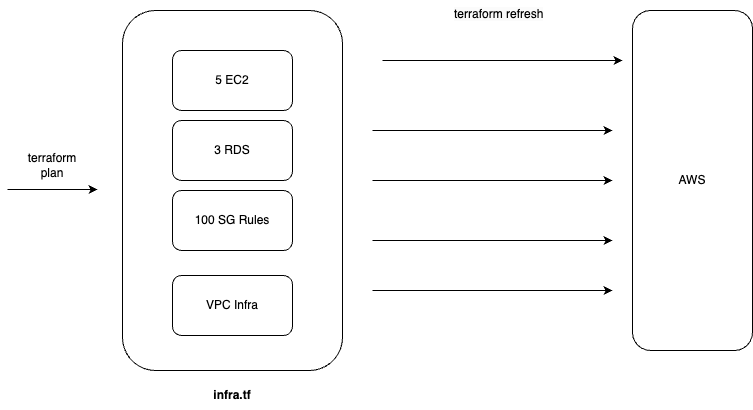 terraform refresh
5 EC2
3 RDS
terraform
plan
AWS
100 SG Rules
VPC Infra
infra.tf